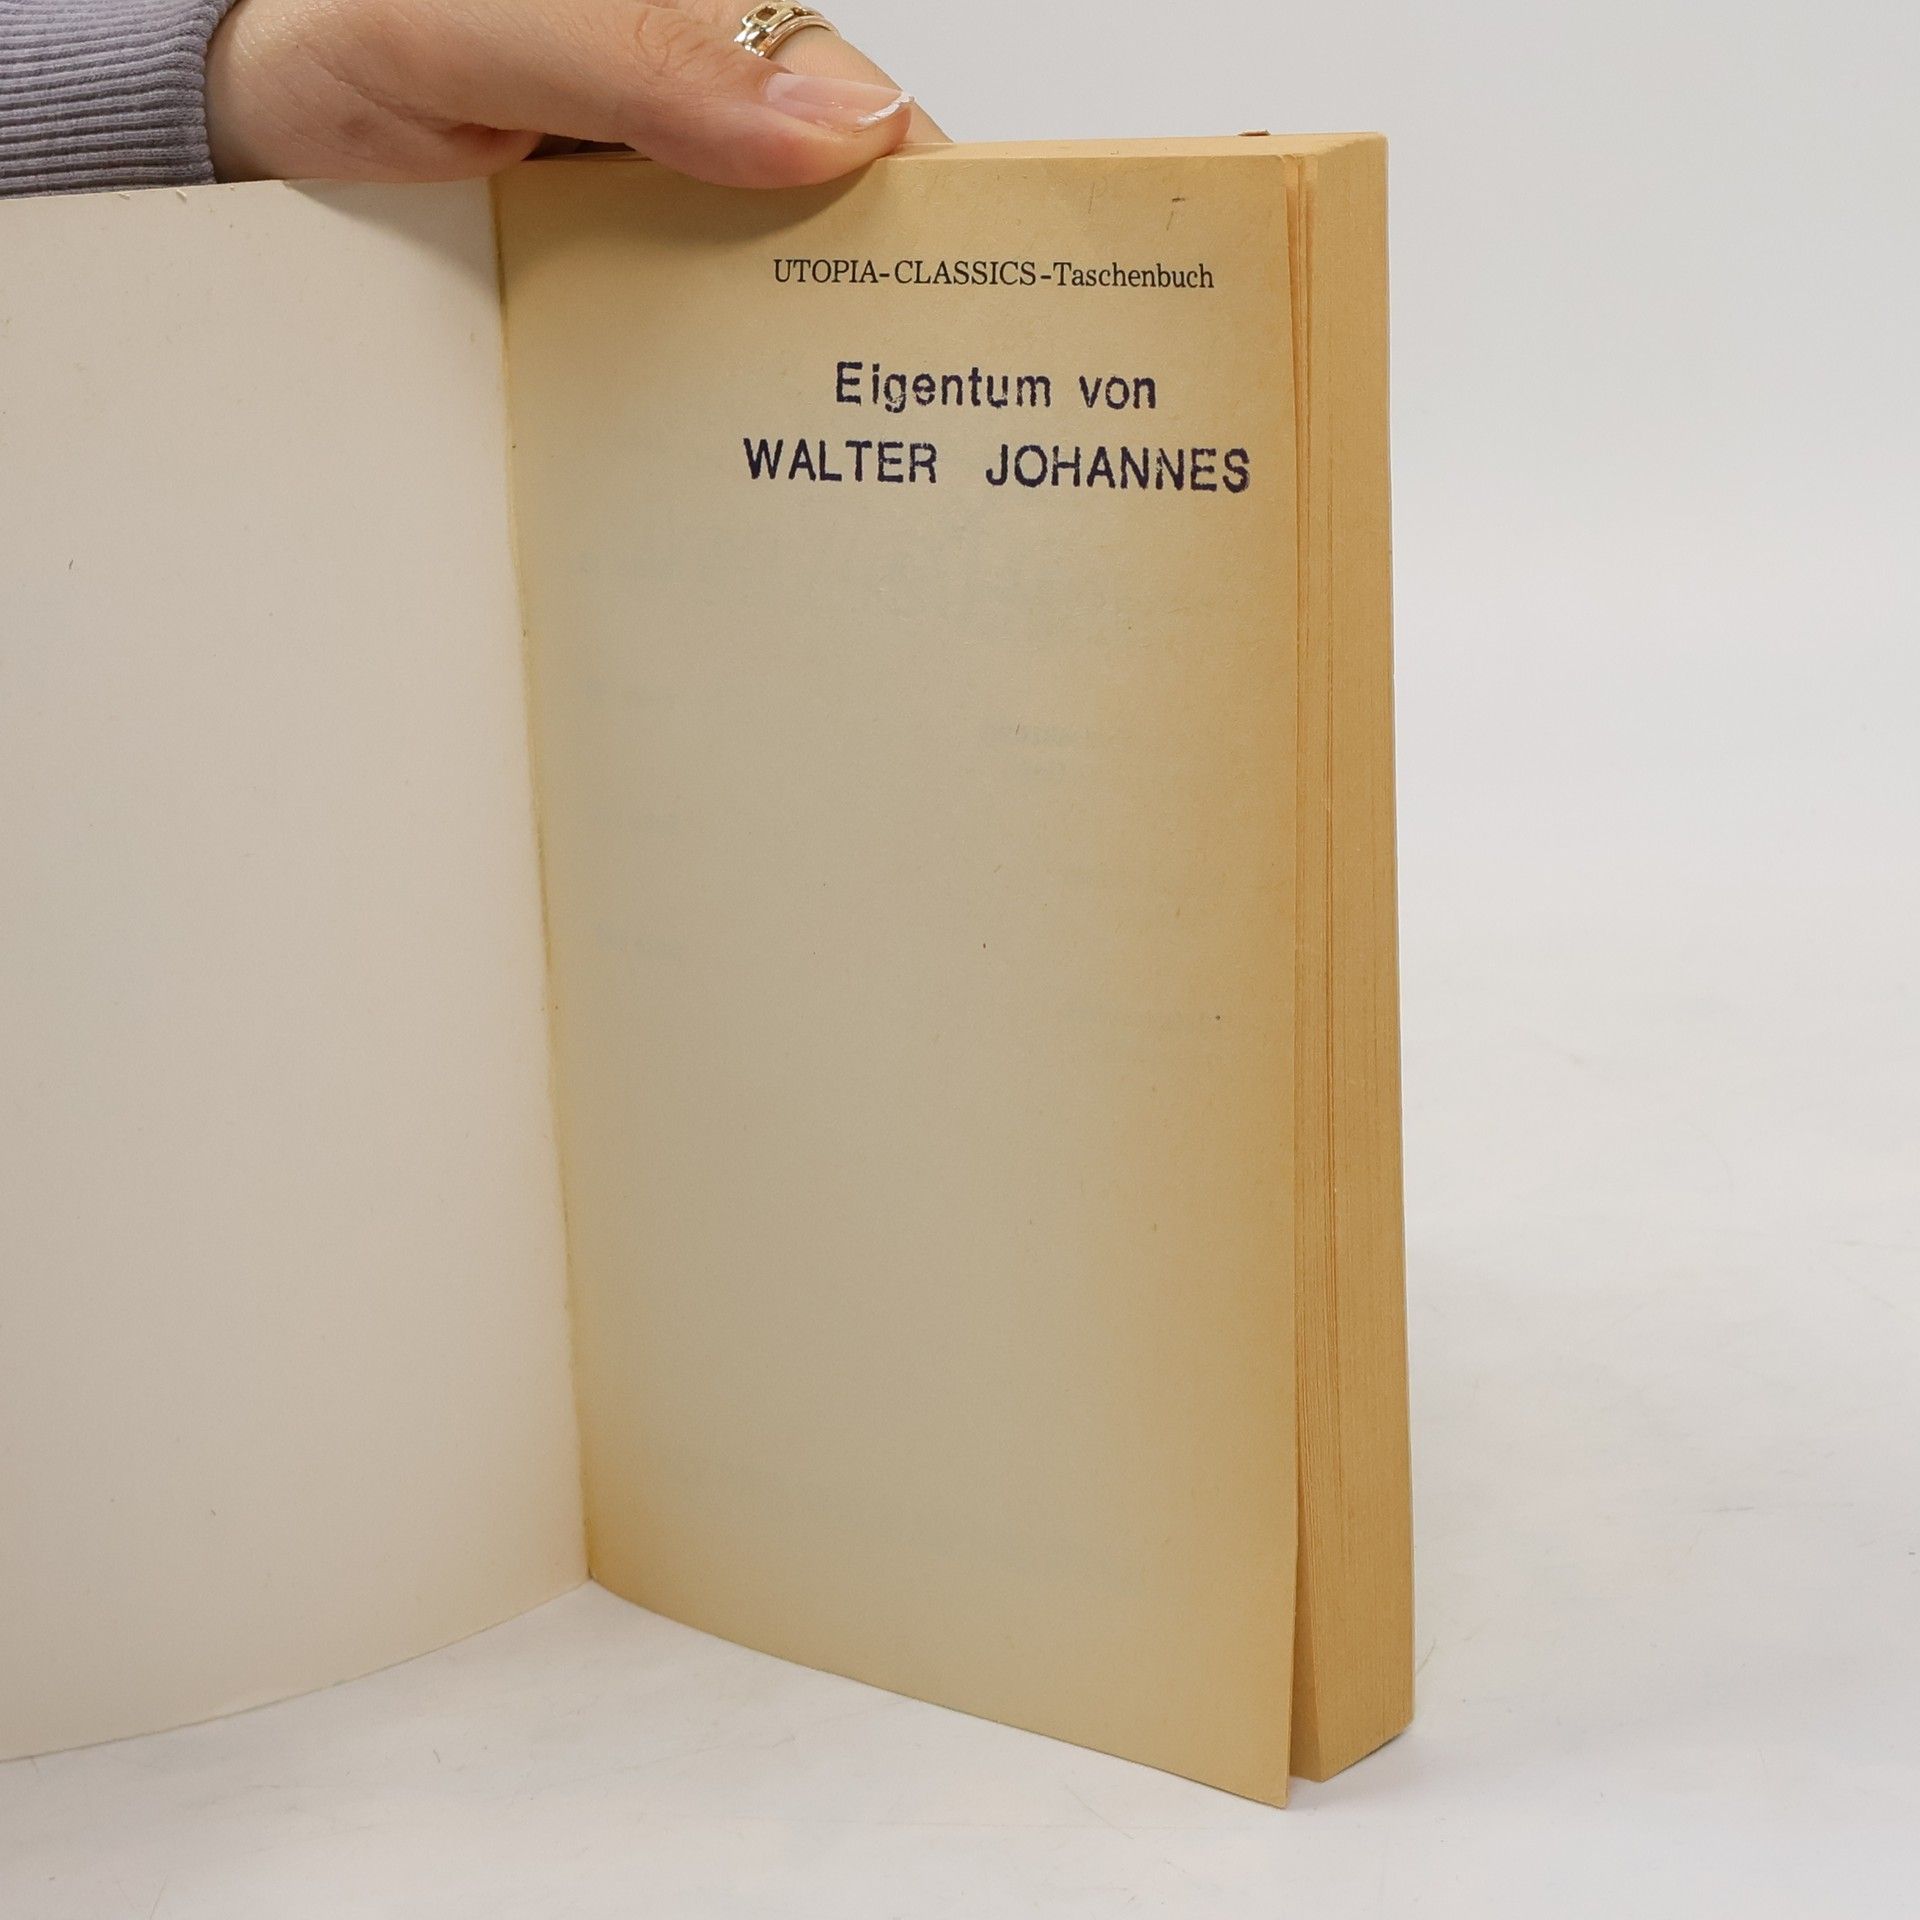 UTOPIA-CLASSICS-Taschenbuch
Eigentum von
WALTER JOHANNES